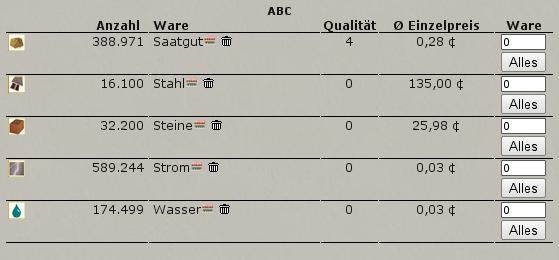 ABC
Anzahl Ware Qualität Ø Einzelpreis Ware
388.971 Saatgut 4 0,28 ₵ 0
Alles
16.100 Stahl 0 135,00 ₵ 0
Alles
32.200 Steine 0 25,98 ₵ 0
Alles
589.244 Strom 0 0,03 ₵ 0
Alles
174.499 Wasser 0 0,03 ₵ 0
Alles